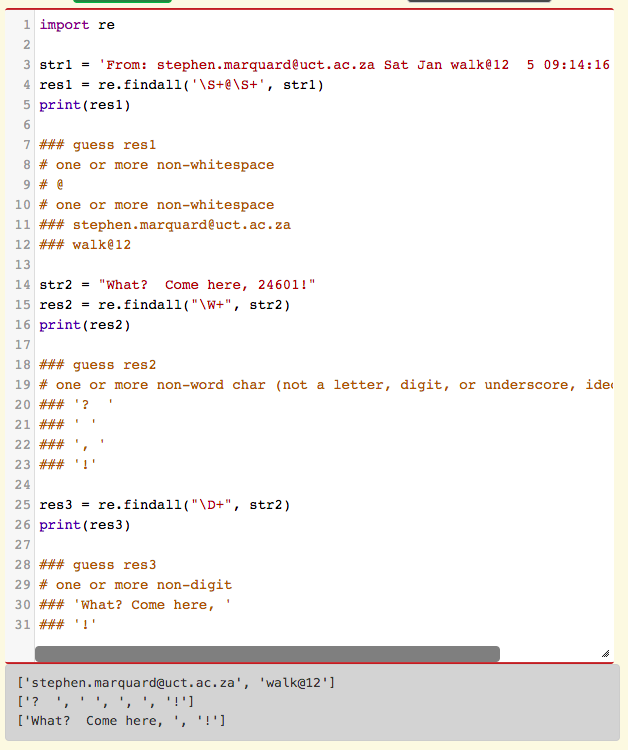 1 import re
2
3 str1 = 'From: stephen.marquard@uct.ac.za Sat Jan walk@12  5 09:14:16
4 res1 = re.findall('\S+@\S+', str1)
5 print(res1)
6
7 ### guess res1
8 # one or more non-whitespace
9 # @
10 # one or more non-whitespace
11 ### stephen.marquard@uct.ac.za
12 ### walk@12
13
14 str2 = "What?  Come here, 24601!"
15 res2 = re.findall("\W+", str2)
16 print(res2)
17
18 ### guess res2
19 # one or more non-word char (not a letter, digit, or underscore, ide
20 ### '?  '
21 ### ' '
22 ### ', '
23 ### '!'
24
25 res3 = re.findall("\D+", str2)
26 print(res3)
27
28 ### guess res3
29 # one or more non-digit
30 ### 'What? Come here, '
31 ### '!'
['stephen.marquard@uct.ac.za', 'walk@12']
['?  ', ' ', ', ', '!']
['What?  Come here, ', '!']